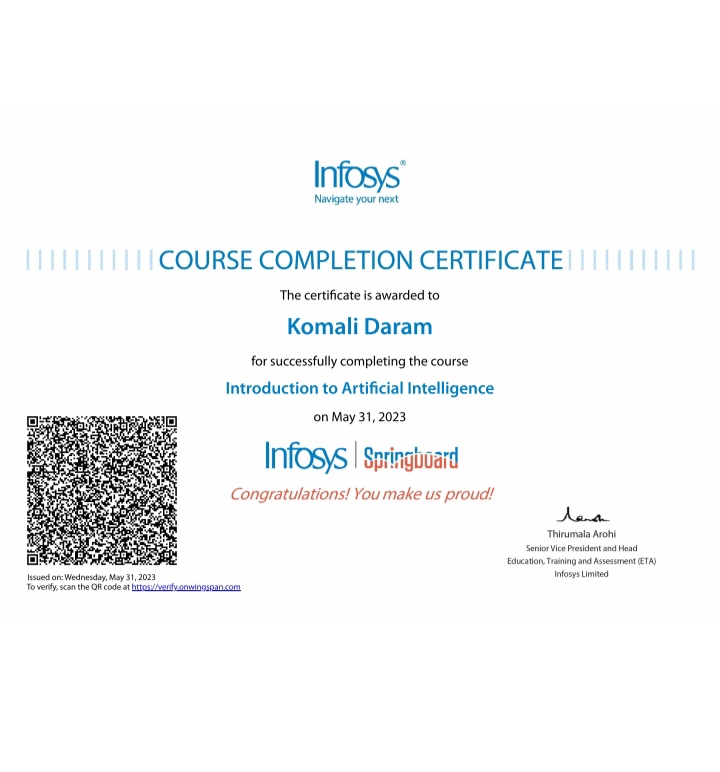 Infosys®
Navigate your next
COURSE COMPLETION CERTIFICATE
The certificate is awarded to
Komali Daram
for successfully completing the course
Introduction to Artificial Intelligence
on May 31, 2023
Infosys | Springboard
Congratulations! You make us proud!
Thirumala Arohi
Senior Vice President and Head
Education, Training and Assessment (ETA)
Infosys Limited
Issued on: Wednesday, May 31, 2023
To verify, scan the QR code at https://verify.onwingspan.com